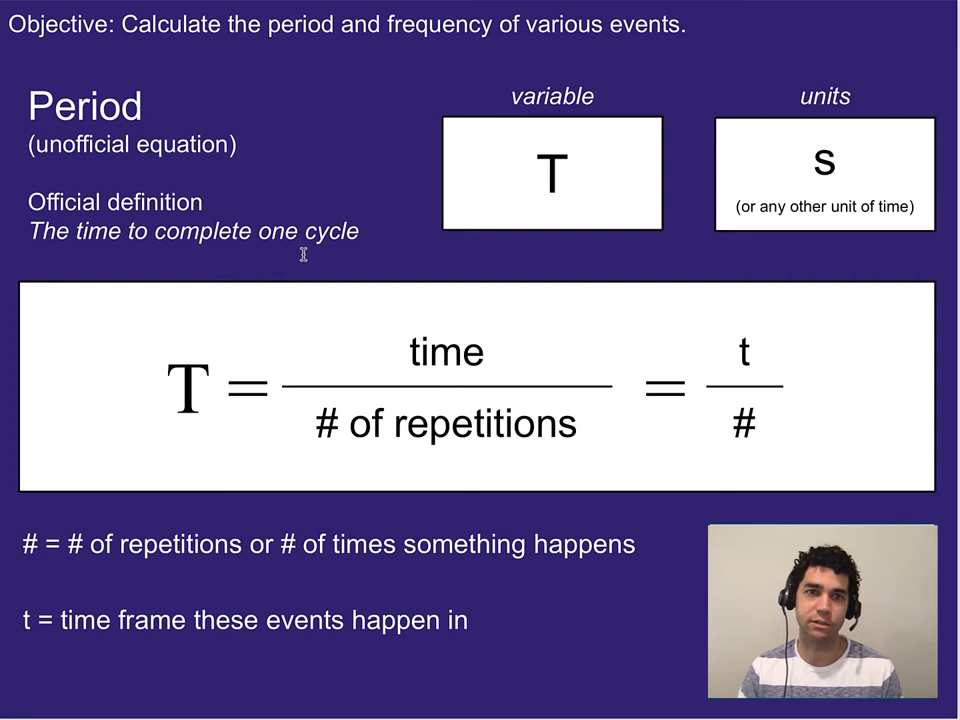 Objective: Calculate the period and frequency of various events.
Period
(unofficial equation)
variable
units
T
s
(or any other unit of time)
Official definition
The time to complete one cycle
T = time / # of repetitions = t / #
# = # of repetitions or # of times something happens
t = time frame these events happen in